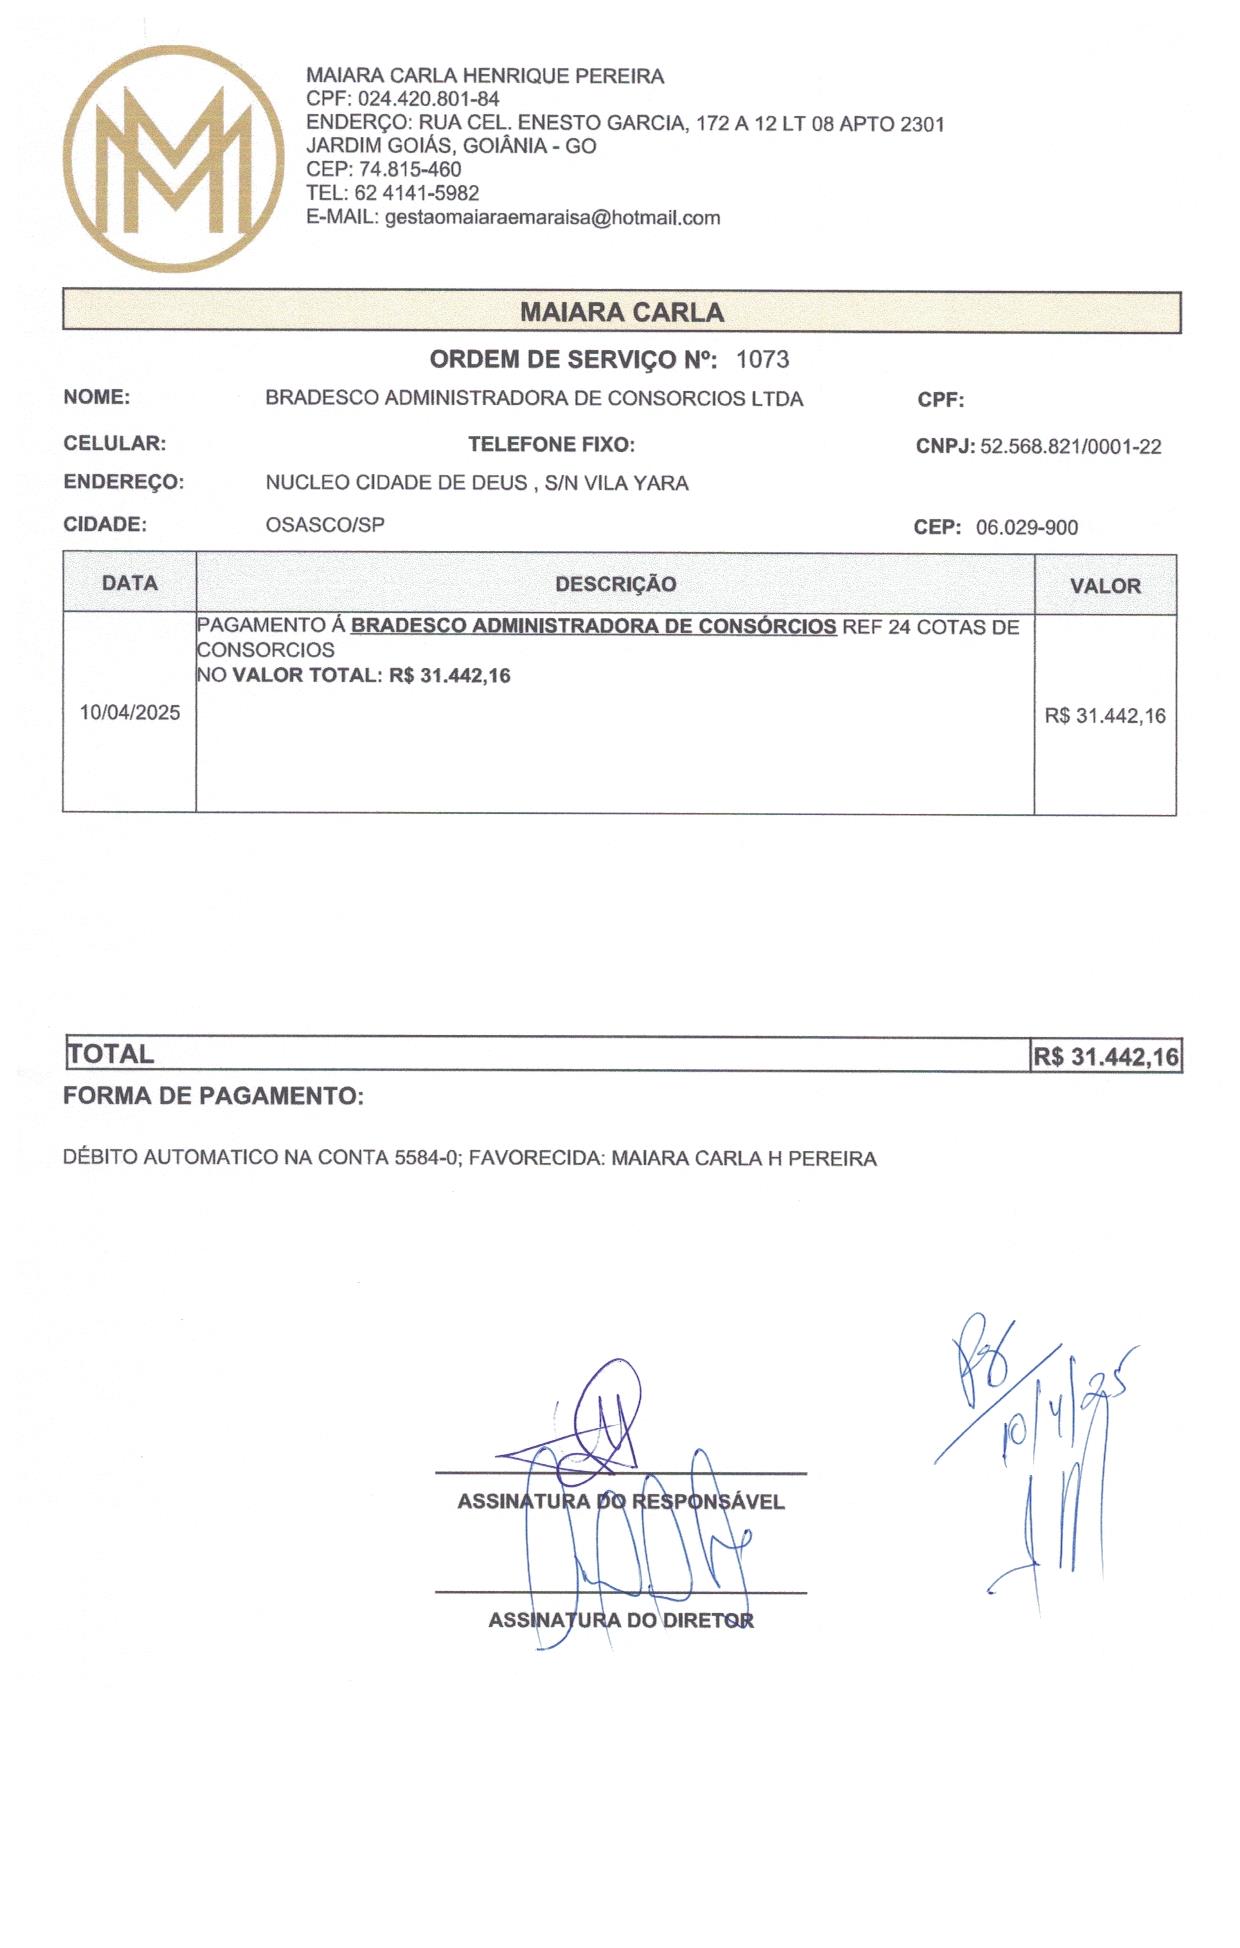 MAIARA CARLA HENRIQUE PEREIRA
CPF: 024.420.801-84
ENDERÇO: RUA CEL. ENESTO GARCIA, 172 A 12 LT 08 APTO 2301
JARDIM GOIÁS, GOIÂNIA - GO
CEP: 74.815-460
TEL: 62 4141-5982
E-MAIL: gestaomaiaraemaraisa@hotmail.com
MAIARA CARLA
ORDEM DE SERVIÇO Nº: 1073
NOME: BRADESCO ADMINISTRADORA DE CONSORCIOS LTDA CPF:
CELULAR: TELEFONE FIXO: CNPJ: 52.568.821/0001-22
ENDEREÇO: NUCLEO CIDADE DE DEUS , S/N VILA YARA
CIDADE: OSASCO/SP CEP: 06.029-900
DATA DESCRIÇÃO VALOR
PAGAMENTO Á BRADESCO ADMINISTRADORA DE CONSÓRCIOS REF 24 COTAS DE
CONSORCIOS
NO VALOR TOTAL: R$ 31.442,16
10/04/2025 R$ 31.442,16
TOTAL R$ 31.442,16
FORMA DE PAGAMENTO:
DÉBITO AUTOMATICO NA CONTA 5584-0; FAVORECIDA: MAIARA CARLA H PEREIRA
10/4/25
ASSINATURA DO RESPONSÁVEL
ASSINATURA DO DIRETOR